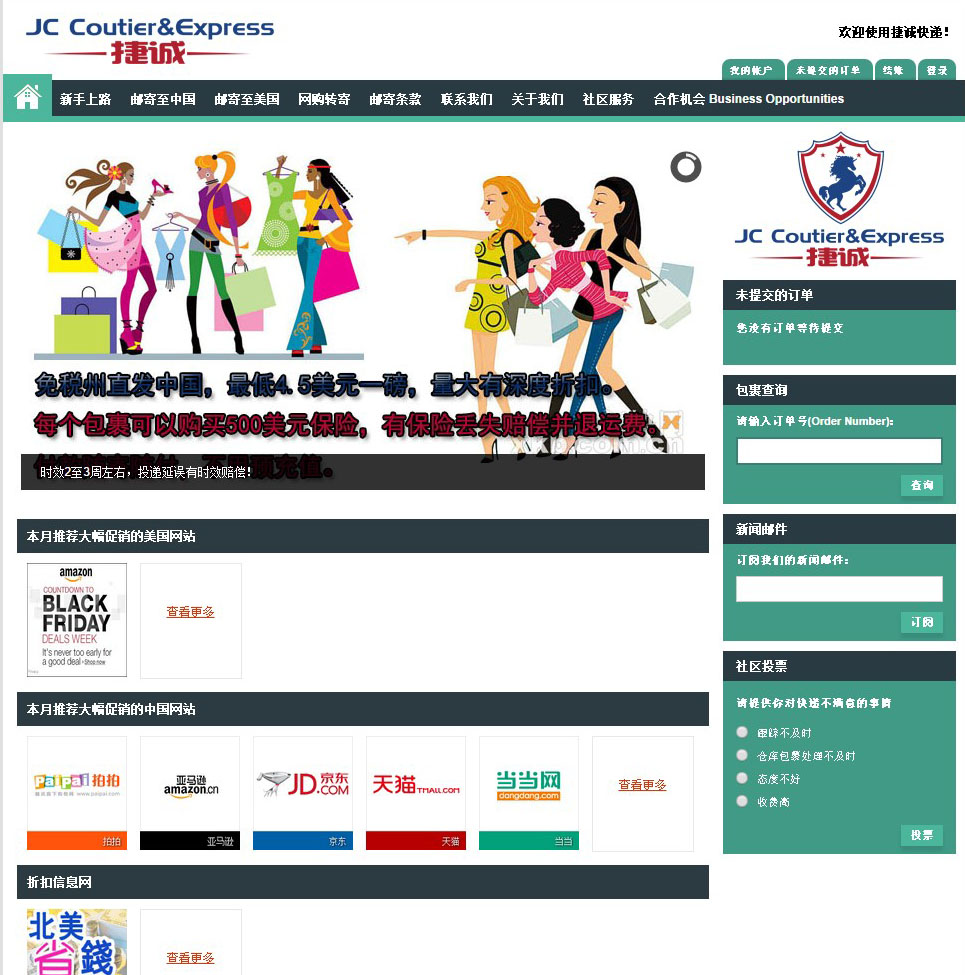 JC Coutier&Express
捷诚
欢迎使用捷诚快递！
我的帐户 未提交的订单 结账 登录
新手上路 邮寄至中国 邮寄至美国 网购转寄 邮寄条款 联系我们 关于我们 社区服务 合作机会 Business Opportunities
免税州直发中国，最低4.5美元一磅，量大有深度折扣。
每个包裹可以购买500美元保险，有保险丢失赔偿并退运费。
时效2至3周左右，投递延误有时效赔偿！
JC Coutier&Express
捷诚
未提交的订单
您没有订单等待提交
包裹查询
请输入订单号(Order Number):
查询
新闻邮件
订阅我们的新闻邮件：
订阅
社区投票
请提供你对快递不满意的事情
跟踪不及时
仓库包裹处理不及时
态度不好
收费高
投票
本月推荐大幅促销的美国网站
amazon
COUNTDOWN TO
BLACK
FRIDAY
DEALS WEEK
It's never too early for
a good deal ›Shop now
查看更多
本月推荐大幅促销的中国网站
PaiPai 拍拍
www.paipai.com
拍拍
亚马逊
amazon.cn
亚马逊
JD 京东
.COM
京东
天猫 TMALL.COM
天猫
当当网
dangdang.com
当当
查看更多
折扣信息网
北美
省錢
查看更多